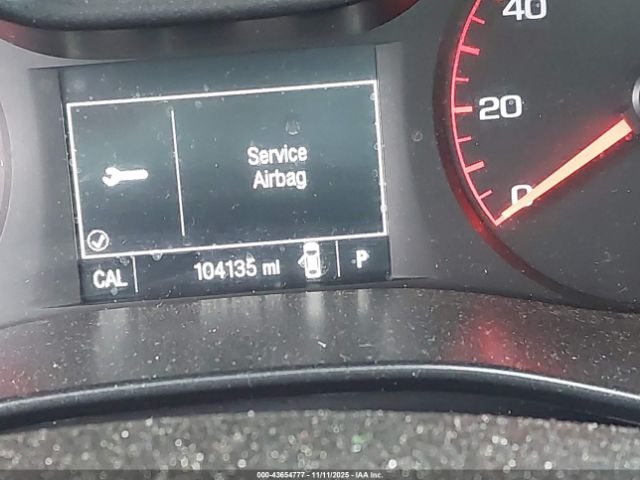 40
20
0
Service
Airbag
CAL
104135 mi
P
000-43654777 - 11/11/2025 - IAA Inc.